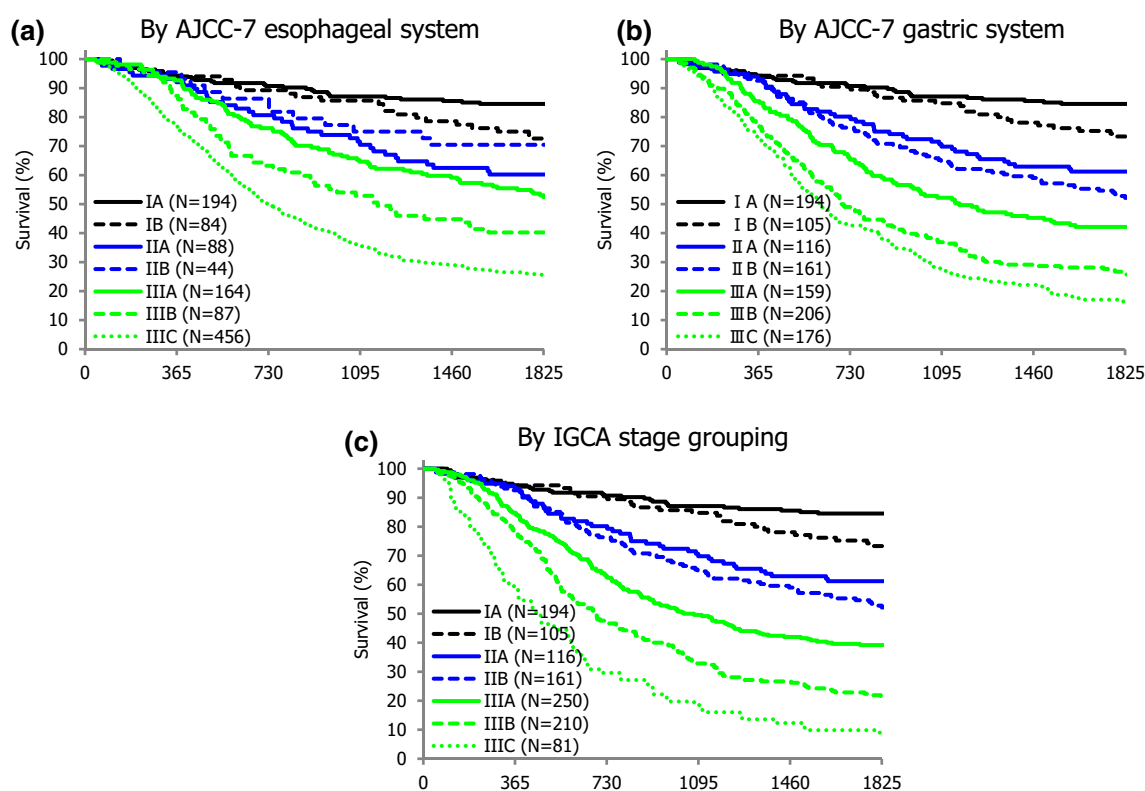 (a) By AJCC-7 esophageal system
100
90
80
70
60
50
40
30
20
10
0
Survival (%)
IA (N=194)
IB (N=84)
IIA (N=88)
IIB (N=44)
IIIA (N=164)
IIIB (N=87)
IIIC (N=456)
0 365 730 1095 1460 1825
(b) By AJCC-7 gastric system
100
90
80
70
60
50
40
30
20
10
0
Survival (%)
Ⅰ A (N=194)
Ⅰ B (N=105)
Ⅱ A (N=116)
Ⅱ B (N=161)
Ⅲ A (N=159)
Ⅲ B (N=206)
Ⅲ C (N=176)
0 365 730 1095 1460 1825
(c) By IGCA stage grouping
100
90
80
70
60
50
40
30
20
10
0
Survival (%)
IA (N=194)
IB (N=105)
IIA (N=116)
IIB (N=161)
IIIA (N=250)
IIIB (N=210)
IIIC (N=81)
0 365 730 1095 1460 1825